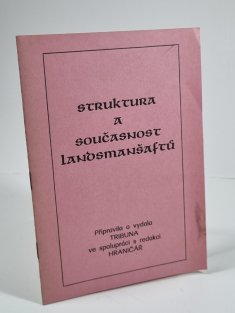 STRUKTURA
A
SOUČASNOST
LANDSMANŠAFTŮ
Připravila a vydala
TRIBUNA
ve spolupráci s redakcí
HRANIČÁŘ